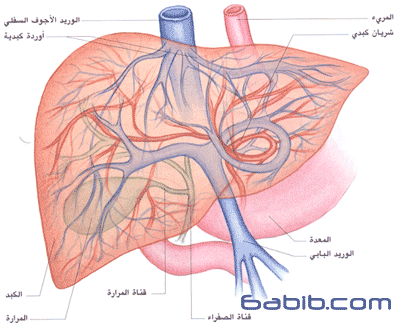 الوريد الأجوف السفلي
المريء
أوردة كبدية
شريان كبدي
المعدة
الوريد البابي
الكبد
قناة المرارة
المرارة
قناة الصفراء
6abib.com